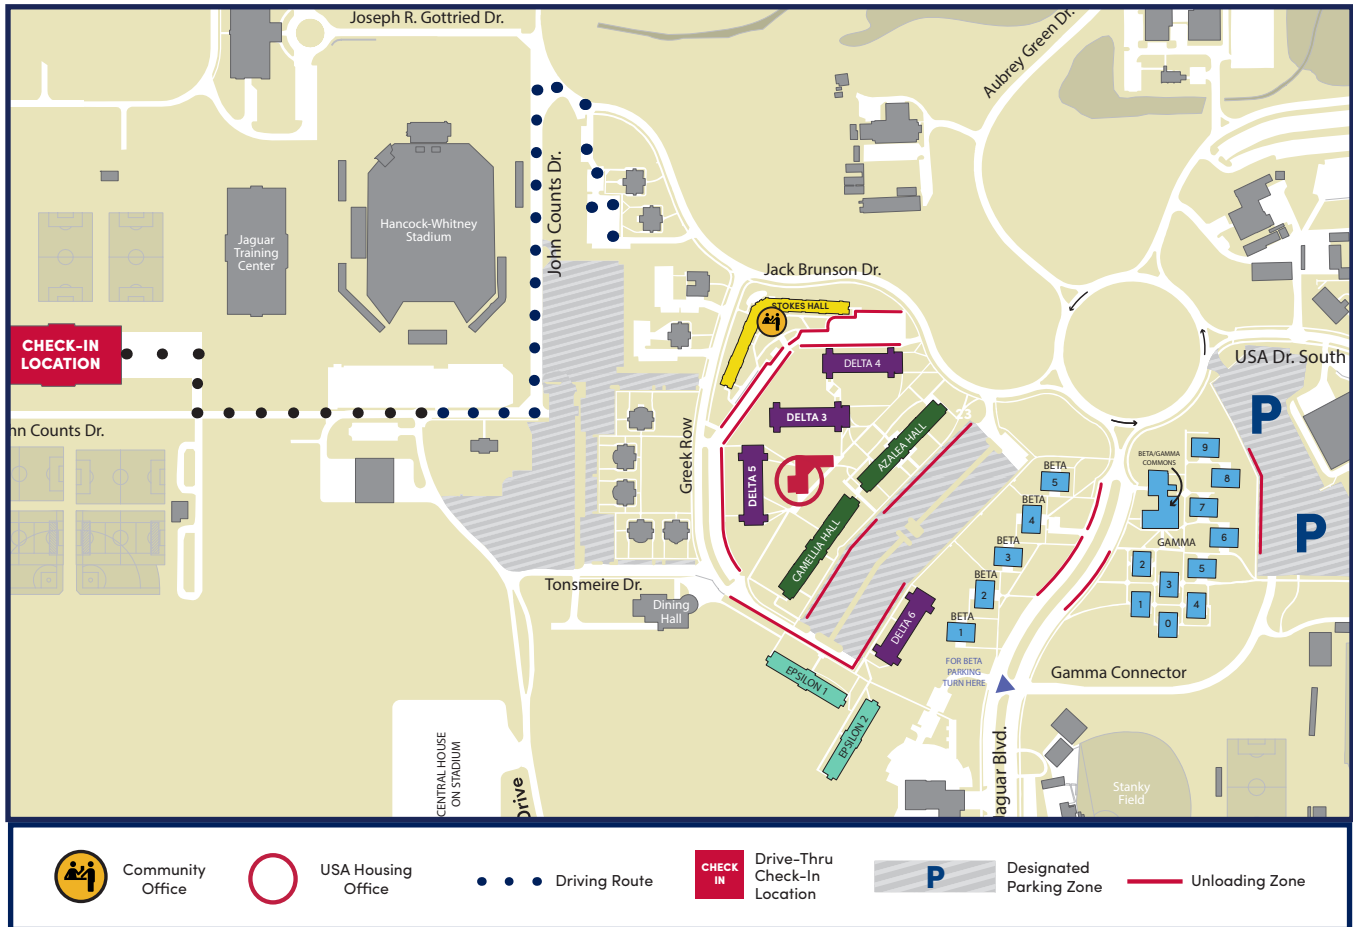 Joseph R. Gottried Dr.
Aubrey Green Dr.
John Counts Dr.
Hancock-Whitney
Stadium
Jaguar
Training
Center
Jack Brunson Dr.
STOKES HALL
CHECK-IN
LOCATION
USA Dr. South
DELTA 4
P
DELTA 3
23
nn Counts Dr.
AZALEA HALL
Greek Row
DELTA 5
BETA
5
BETA/GAMMA
COMMONS
9
8
7
BETA
4
P
6
GAMMA
CAMELLIA HALL
BETA
3
2
5
3
BETA
2
1
4
0
Tonsmeire Dr.
Dining
Hall
DELTA 6
BETA
1
FOR BETA
PARKING
TURN HERE
Gamma Connector
EPSILON 1
EPSILON 2
CENTRAL HOUSE
ON STADIUM
Drive
Jaguar Blvd.
Stanky
Field
Community
Office
USA Housing
Office
Driving Route
CHECK
IN
Drive-Thru
Check-In
Location
P
Designated
Parking Zone
Unloading Zone